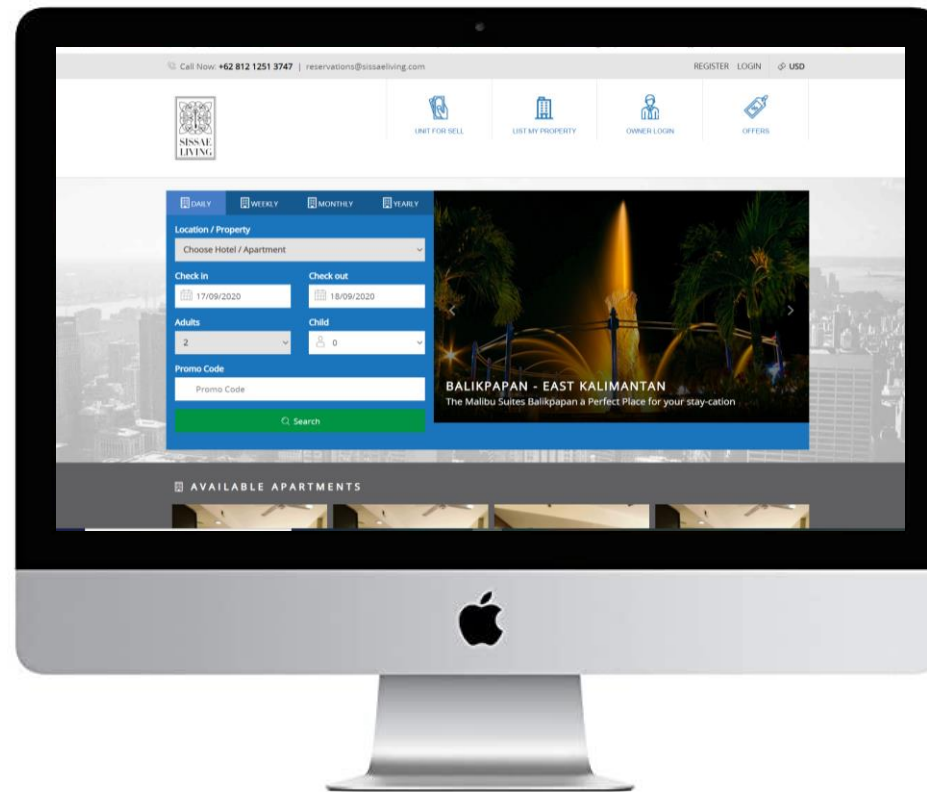 Call Now: +62 812 1251 3747 | reservations@sissaeliving.com
REGISTER LOGIN USD
SISSAE
LIVING
UNIT FOR SELL
LIST MY PROPERTY
OWNER LOGIN
OFFERS
DAILY
WEEKLY
MONTHLY
YEARLY
Location / Property
Choose Hotel / Apartment
Check in
Check out
17/09/2020
18/09/2020
Adults
Child
2
0
Promo Code
Promo Code
Search
BALIKPAPAN - EAST KALIMANTAN
The Malibu Suites Balikpapan a Perfect Place for your stay-cation
AVAILABLE APARTMENTS